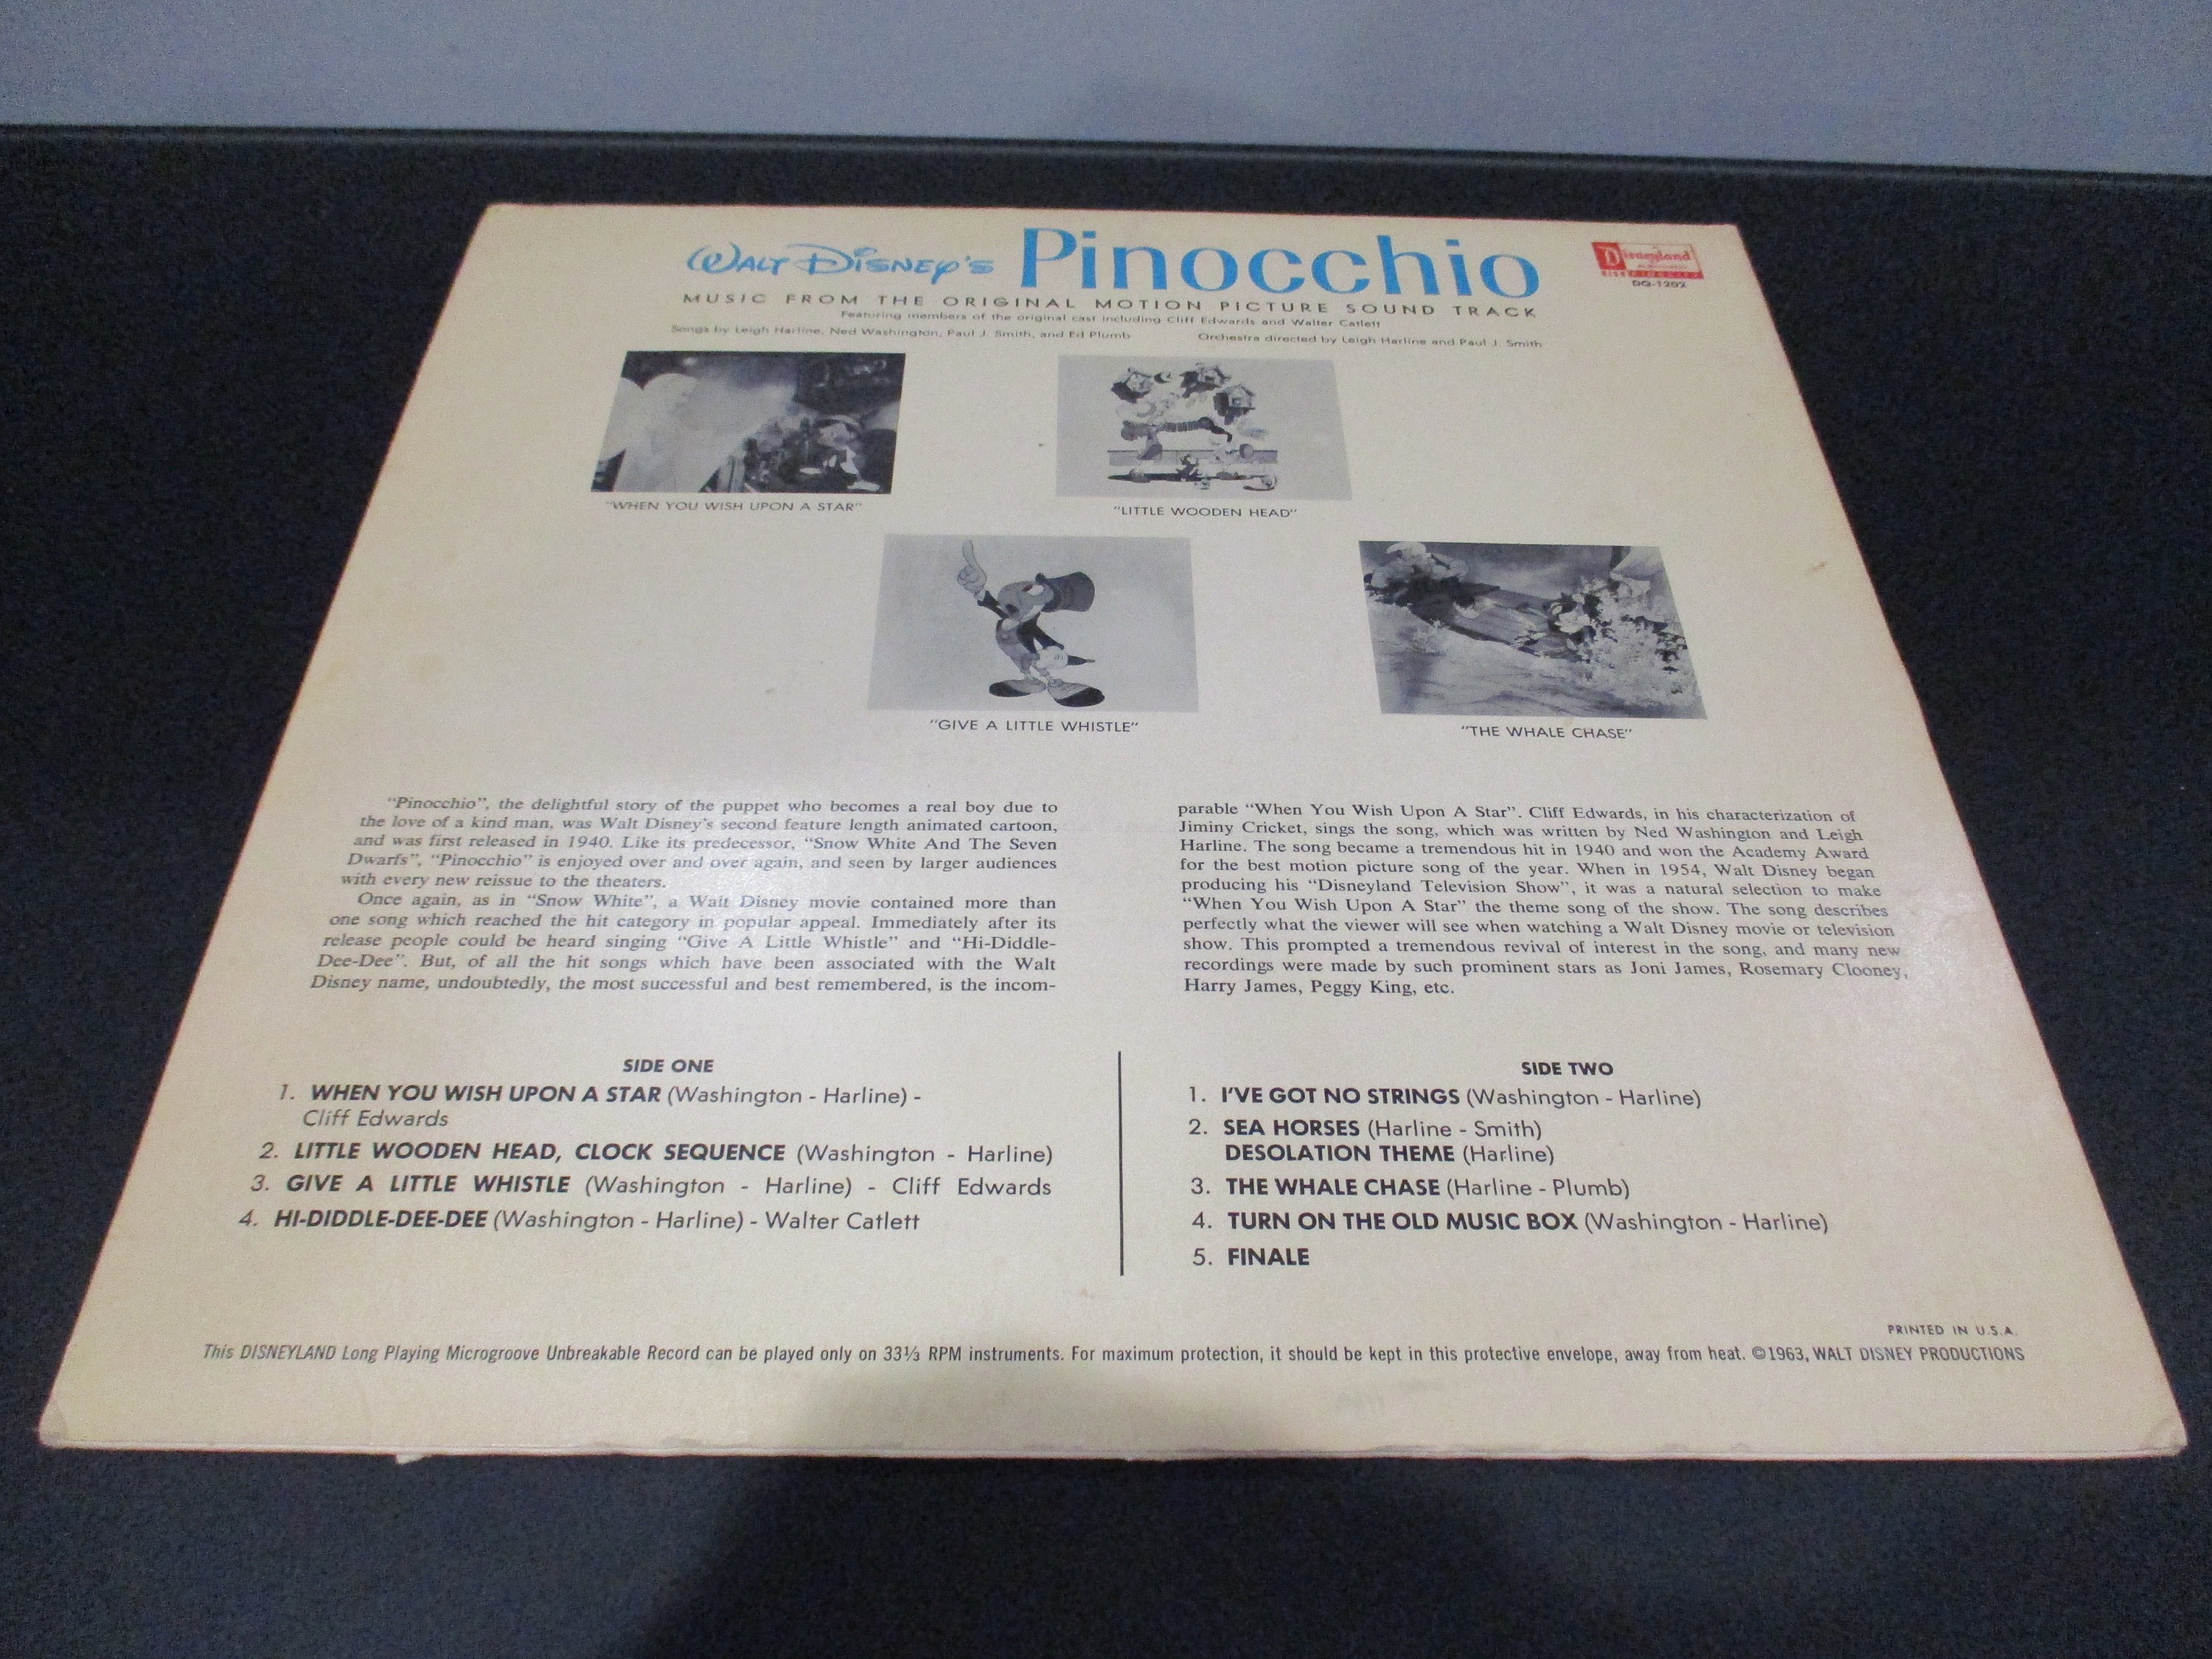 WALT DISNEY'S Pinocchio
Disneyland
DQ-1202
MUSIC FROM THE ORIGINAL MOTION PICTURE SOUND TRACK
Featuring members of the original cast including Cliff Edwards and Walter Catlett
Songs by Leigh Harline, Ned Washington, Paul J. Smith, and Ed Plumb
Orchestra directed by Leigh Harline and Paul J. Smith
"WHEN YOU WISH UPON A STAR"
"LITTLE WOODEN HEAD"
"GIVE A LITTLE WHISTLE"
"THE WHALE CHASE"
"Pinocchio", the delightful story of the puppet who becomes a real boy due to
the love of a kind man, was Walt Disney's second feature length animated cartoon,
and was first released in 1940. Like its predecessor, "Snow White And The Seven
Dwarfs", "Pinocchio" is enjoyed over and over again, and seen by larger audiences
with every new reissue to the theaters.
Once again, as in "Snow White", a Walt Disney movie contained more than
one song which reached the hit category in popular appeal. Immediately after its
release people could be heard singing "Give A Little Whistle" and "Hi-Diddle-
Dee-Dee". But, of all the hit songs which have been associated with the Walt
Disney name, undoubtedly, the most successful and best remembered, is the incom-
parable "When You Wish Upon A Star". Cliff Edwards, in his characterization of
Jiminy Cricket, sings the song, which was written by Ned Washington and Leigh
Harline. The song became a tremendous hit in 1940 and won the Academy Award
for the best motion picture song of the year. When in 1954, Walt Disney began
producing his "Disneyland Television Show", it was a natural selection to make
"When You Wish Upon A Star" the theme song of the show. The song describes
perfectly what the viewer will see when watching a Walt Disney movie or television
show. This prompted a tremendous revival of interest in the song, and many new
recordings were made by such prominent stars as Joni James, Rosemary Clooney,
Harry James, Peggy King, etc.
SIDE ONE
1. WHEN YOU WISH UPON A STAR (Washington - Harline) -
Cliff Edwards
2. LITTLE WOODEN HEAD, CLOCK SEQUENCE (Washington - Harline)
3. GIVE A LITTLE WHISTLE (Washington - Harline) - Cliff Edwards
4. HI-DIDDLE-DEE-DEE (Washington - Harline) - Walter Catlett
SIDE TWO
1. I'VE GOT NO STRINGS (Washington - Harline)
2. SEA HORSES (Harline - Smith)
DESOLATION THEME (Harline)
3. THE WHALE CHASE (Harline - Plumb)
4. TURN ON THE OLD MUSIC BOX (Washington - Harline)
5. FINALE
PRINTED IN U.S.A.
This DISNEYLAND Long Playing Microgroove Unbreakable Record can be played only on 33⅓ RPM instruments. For maximum protection, it should be kept in this protective envelope, away from heat. ©1963, WALT DISNEY PRODUCTIONS